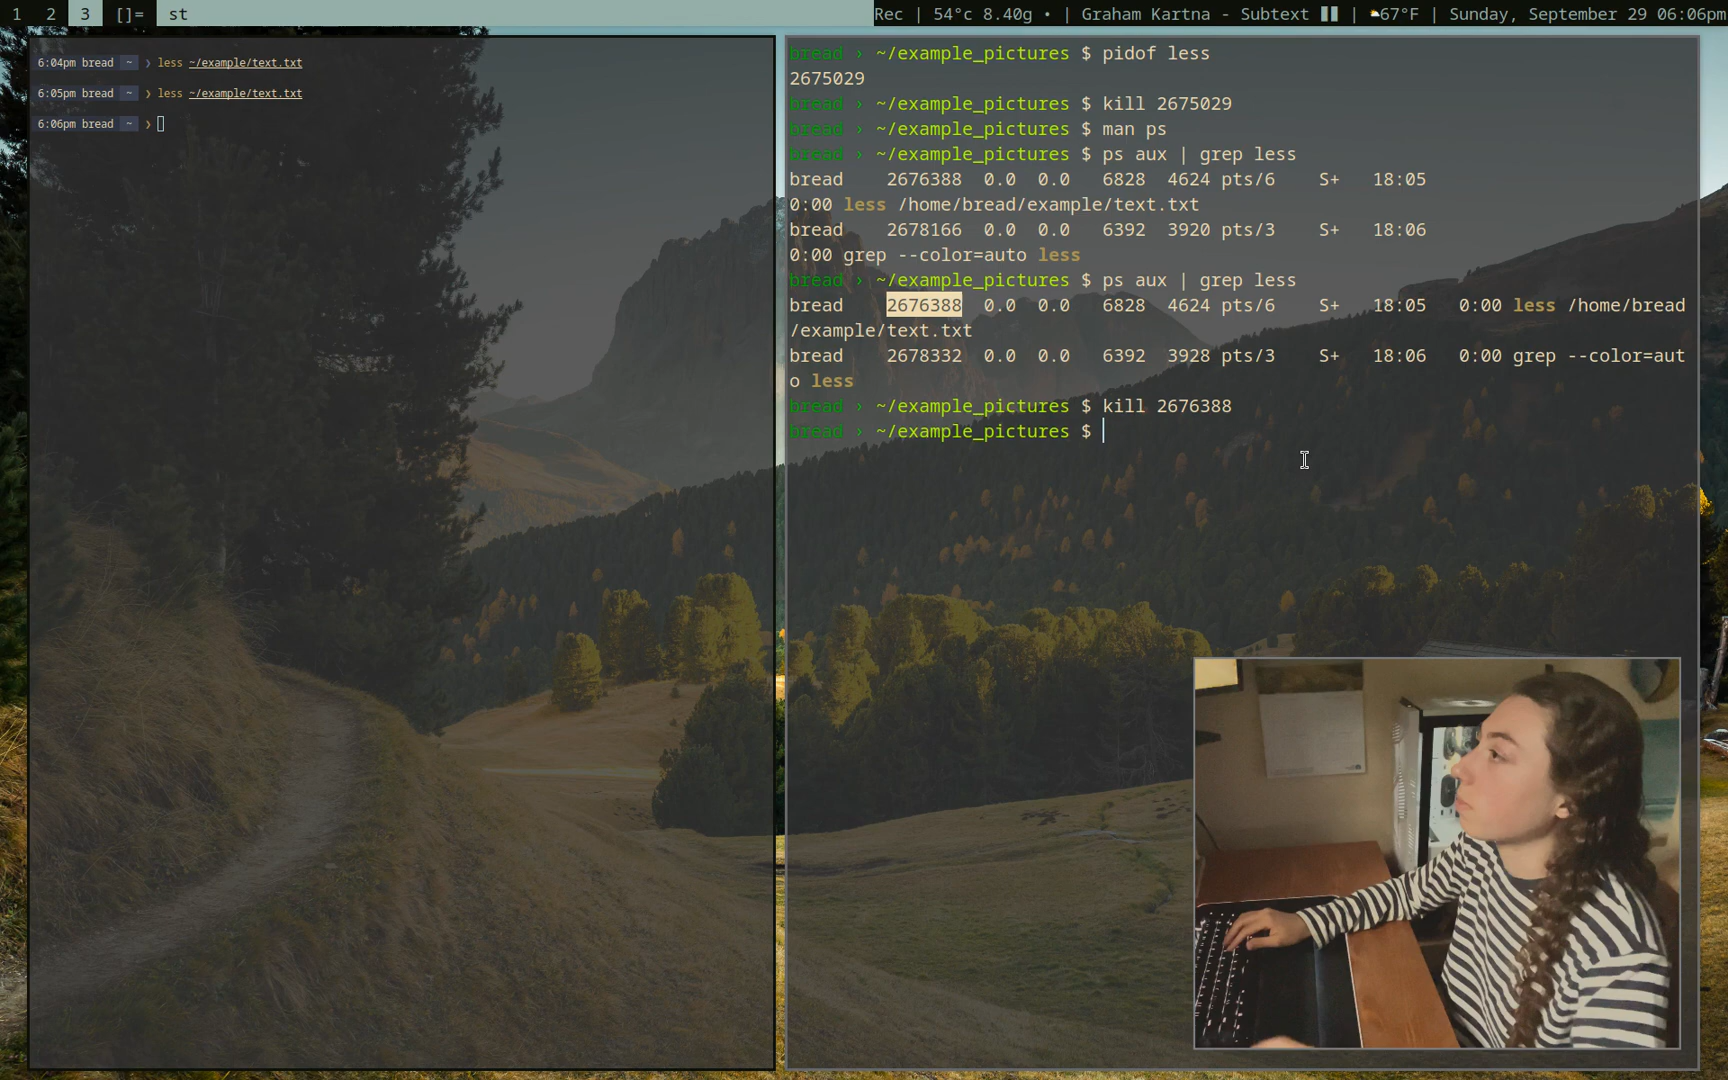 1 2 3 []= st Rec | 54°c 8.40g • | Graham Kartna - Subtext ▮▮ | ⛅67°F | Sunday, September 29 06:06pm
6:04pm bread ~ ❯ less ~/example/text.txt
6:05pm bread ~ ❯ less ~/example/text.txt
6:06pm bread ~ ❯
bread › ~/example_pictures $ pidof less
2675029
bread › ~/example_pictures $ kill 2675029
bread › ~/example_pictures $ man ps
bread › ~/example_pictures $ ps aux | grep less
bread 2676388 0.0 0.0 6828 4624 pts/6 S+ 18:05
0:00 less /home/bread/example/text.txt
bread 2678166 0.0 0.0 6392 3920 pts/3 S+ 18:06
0:00 grep --color=auto less
bread › ~/example_pictures $ ps aux | grep less
bread 2676388 0.0 0.0 6828 4624 pts/6 S+ 18:05 0:00 less /home/bread
/example/text.txt
bread 2678332 0.0 0.0 6392 3928 pts/3 S+ 18:06 0:00 grep --color=aut
o less
bread › ~/example_pictures $ kill 2676388
bread › ~/example_pictures $